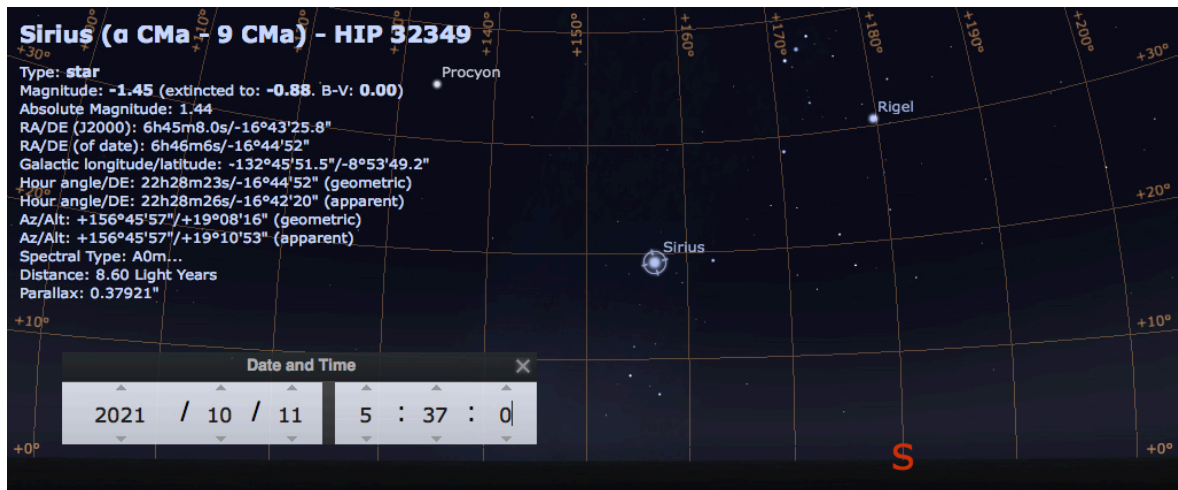 Sirius (α CMa - 9 CMa) - HIP 32349
Type: star
Magnitude: -1.45 (extincted to: -0.88. B-V: 0.00)
Absolute Magnitude: 1.44
RA/DE (J2000): 6h45m8.0s/-16°43'25.8"
RA/DE (of date): 6h46m6s/-16°44'52"
Galactic longitude/latitude: -132°45'51.5"/-8°53'49.2"
Hour angle/DE: 22h28m23s/-16°44'52" (geometric)
Hour angle/DE: 22h28m26s/-16°42'20" (apparent)
Az/Alt: +156°45'57"/+19°08'16" (geometric)
Az/Alt: +156°45'57"/+19°10'53" (apparent)
Spectral Type: A0m...
Distance: 8.60 Light Years
Parallax: 0.37921"
+110°
+140°
+150°
+160°
+170°
+180°
+190°
+200°
+30°
+30°
Procyon
Rigel
+20°
+20°
Sirius
+10°
+10°
Date and Time
2021 / 10 / 11 5 : 37 : 0
+0°
S
+0°